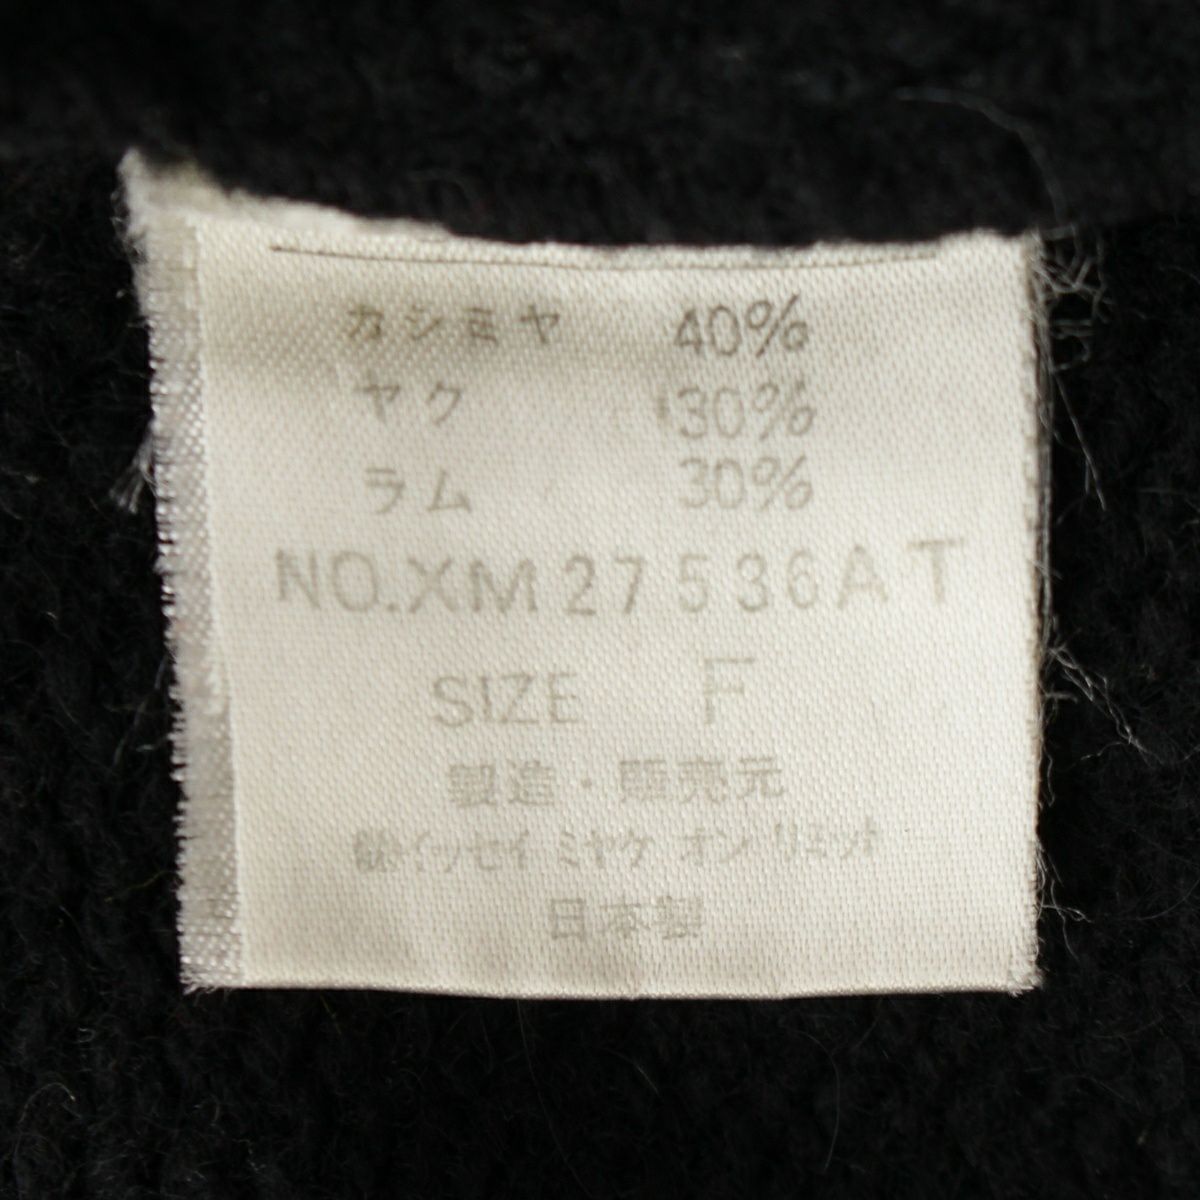 カシミヤ 40%
ヤク 30%
ラム 30%
NO.XM27536AT
SIZE F
製造・販売元
㈱イッセイ ミヤケ オン リミット
日本製